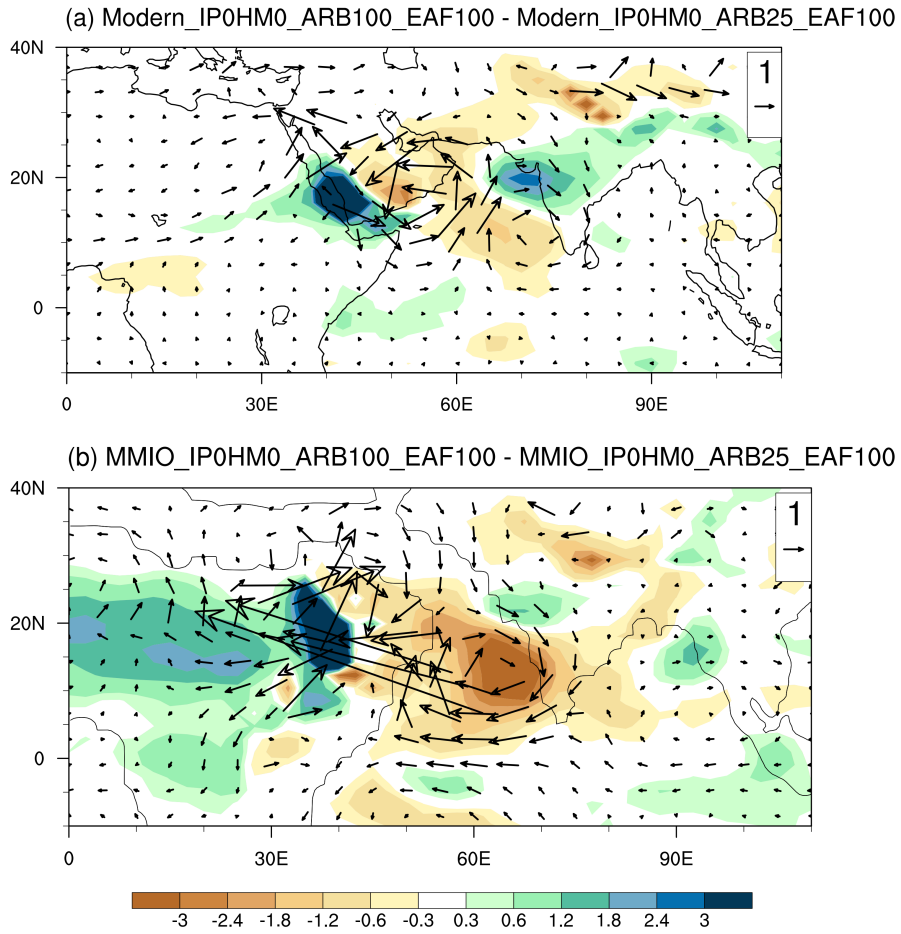 (a) Modern_IP0HM0_ARB100_EAF100 - Modern_IP0HM0_ARB25_EAF100
40N
1
20N
0
0 30E 60E 90E
(b) MMIO_IP0HM0_ARB100_EAF100 - MMIO_IP0HM0_ARB25_EAF100
40N
1
20N
0
0 30E 60E 90E
-3 -2.4 -1.8 -1.2 -0.6 -0.3 0.3 0.6 1.2 1.8 2.4 3